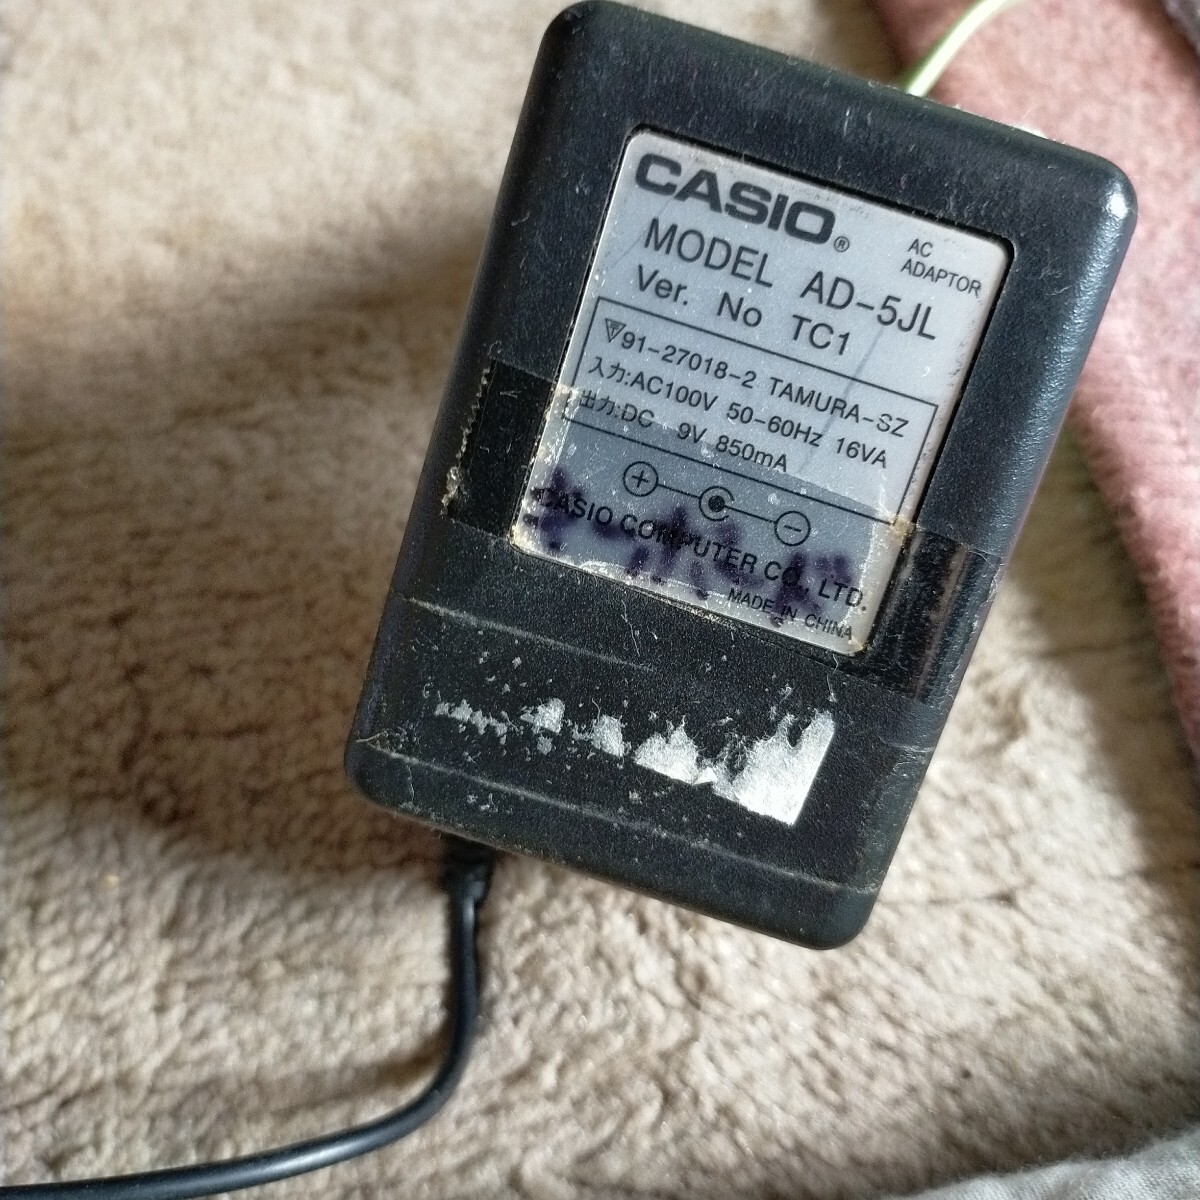 CASIO®
AC
ADAPTOR
MODEL AD-5JL
Ver. No TC1
91-27018-2 TAMURA-SZ
入力:AC100V 50-60Hz 16VA
出力:DC 9V 850mA
CASIO COMPUTER CO., LTD.
MADE IN CHINA